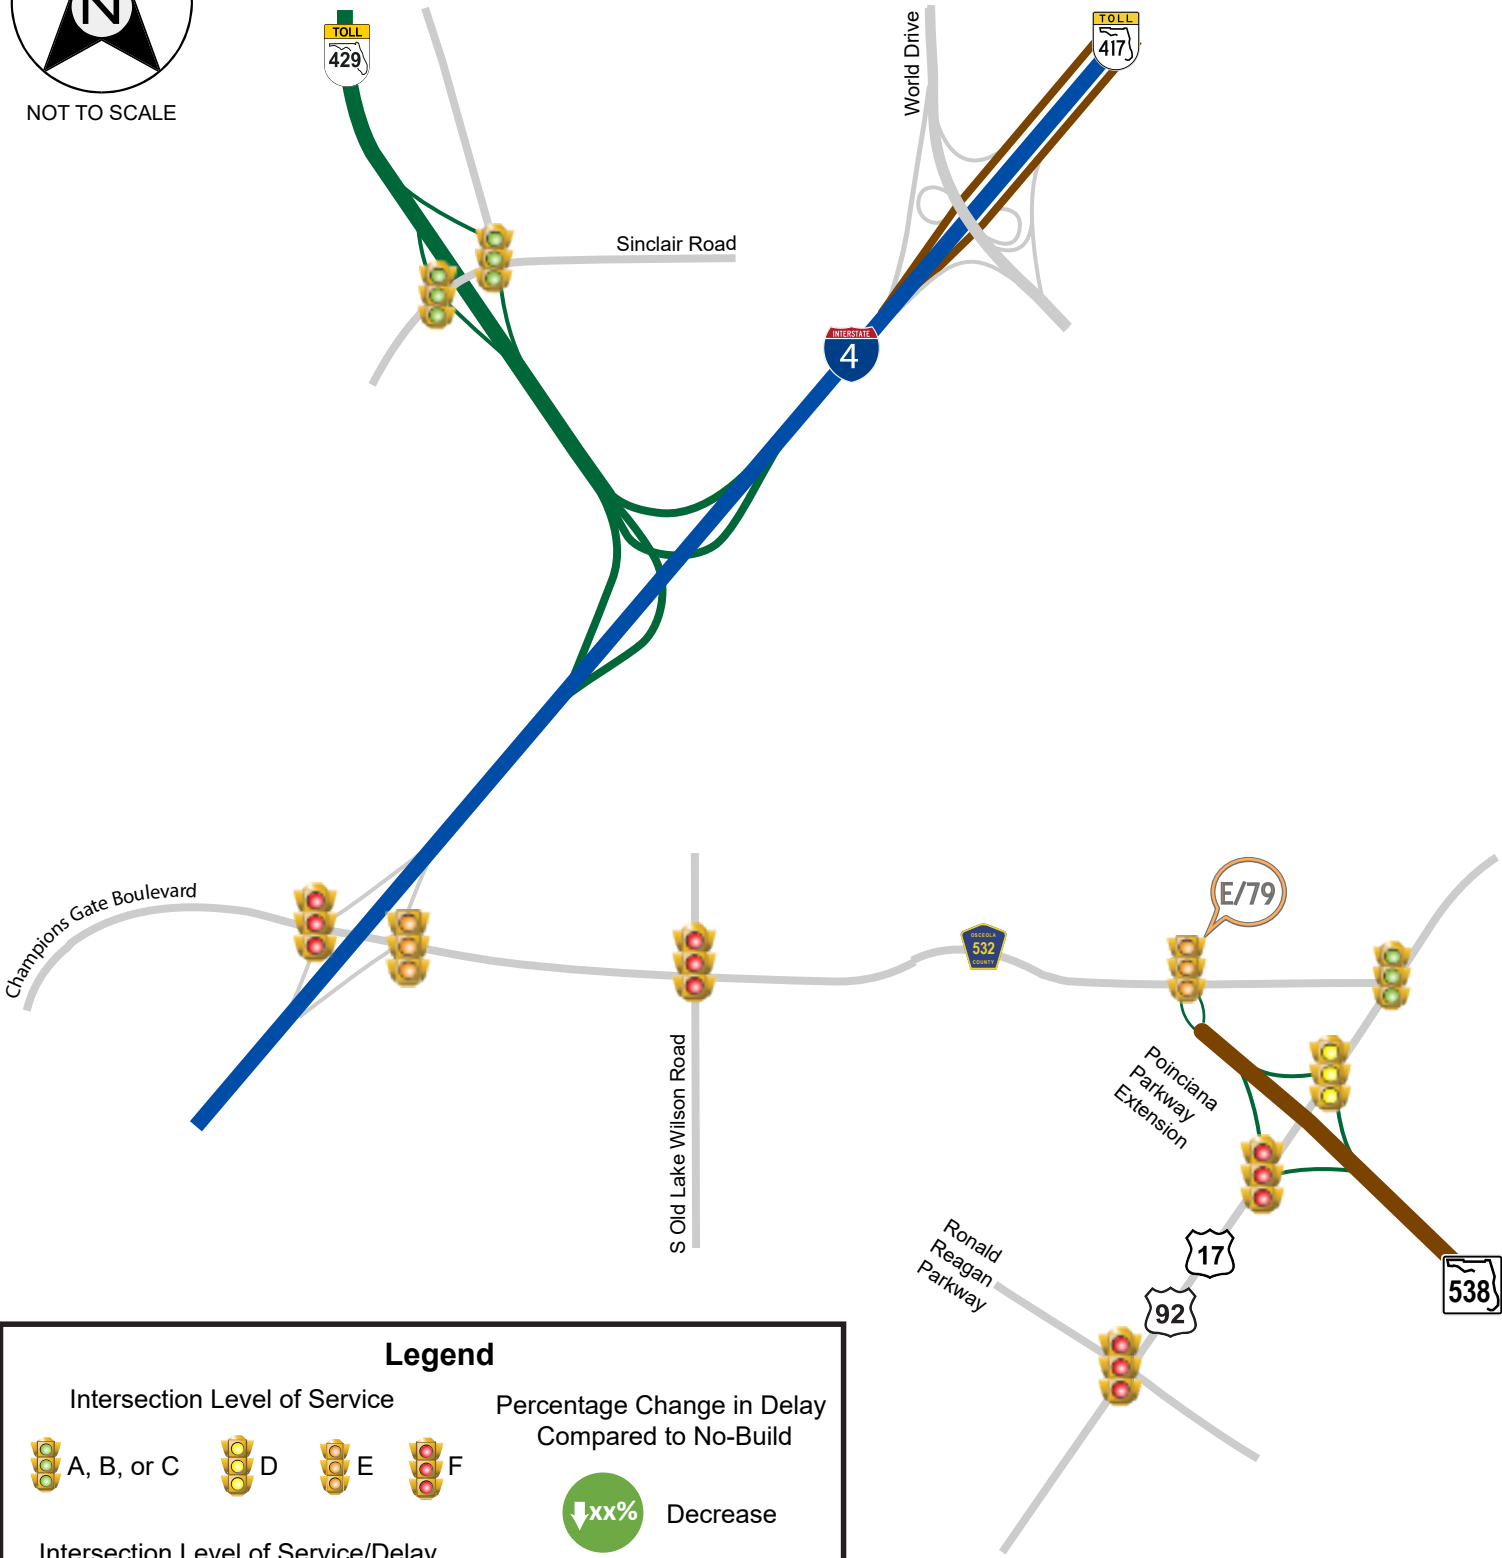 N
NOT TO SCALE
TOLL
429
World Drive
TOLL
417
Sinclair Road
INTERSTATE
4
Champions Gate Boulevard
S Old Lake Wilson Road
OSCEOLA
532
COUNTY
E/79
Poinciana
Parkway
Extension
Ronald
Reagan
Parkway
17
92
538
Legend
Intersection Level of Service
A, B, or C
D
E
F
Percentage Change in Delay
Compared to No-Build
xx%
Decrease
Intersection Level of Service/Delay